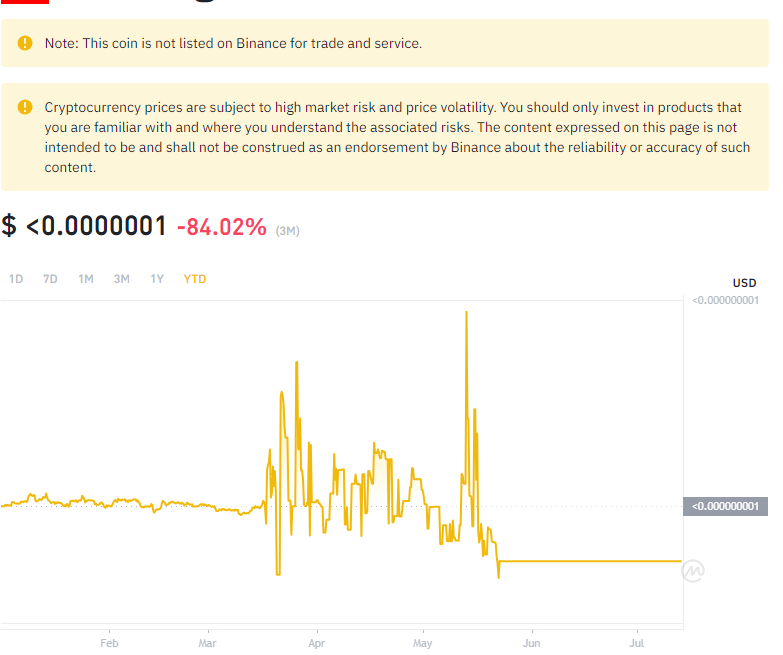 Note: This coin is not listed on Binance for trade and service.
Cryptocurrency prices are subject to high market risk and price volatility. You should only invest in products that
you are familiar with and where you understand the associated risks. The content expressed on this page is not
intended to be and shall not be construed as an endorsement by Binance about the reliability or accuracy of such
content.
$ <0.0000001 -84.02% (3M)
1D 7D 1M 3M 1Y YTD
USD
<0.000000001
<0.000000001
Feb Mar Apr May Jun Jul